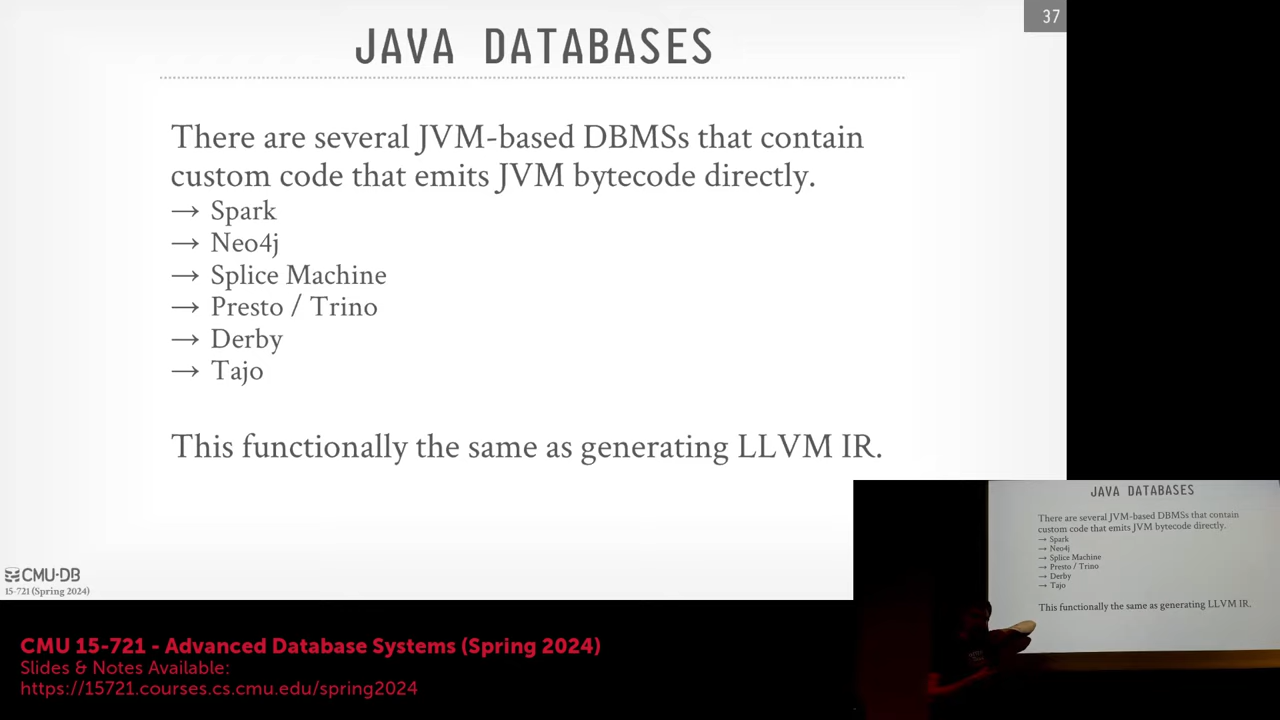 37
JAVA DATABASES
There are several JVM-based DBMSs that contain
custom code that emits JVM bytecode directly.
→ Spark
→ Neo4j
→ Splice Machine
→ Presto / Trino
→ Derby
→ Tajo
This functionally the same as generating LLVM IR.
CMU·DB
15-721 (Spring 2024)
JAVA DATABASES
There are several JVM-based DBMSs that contain
custom code that emits JVM bytecode directly.
→ Spark
→ Neo4j
→ Splice Machine
→ Presto / Trino
→ Derby
→ Tajo
This functionally the same as generating LLVM IR.
CMU 15-721 - Advanced Database Systems (Spring 2024)
Slides & Notes Available:
https://15721.courses.cs.cmu.edu/spring2024